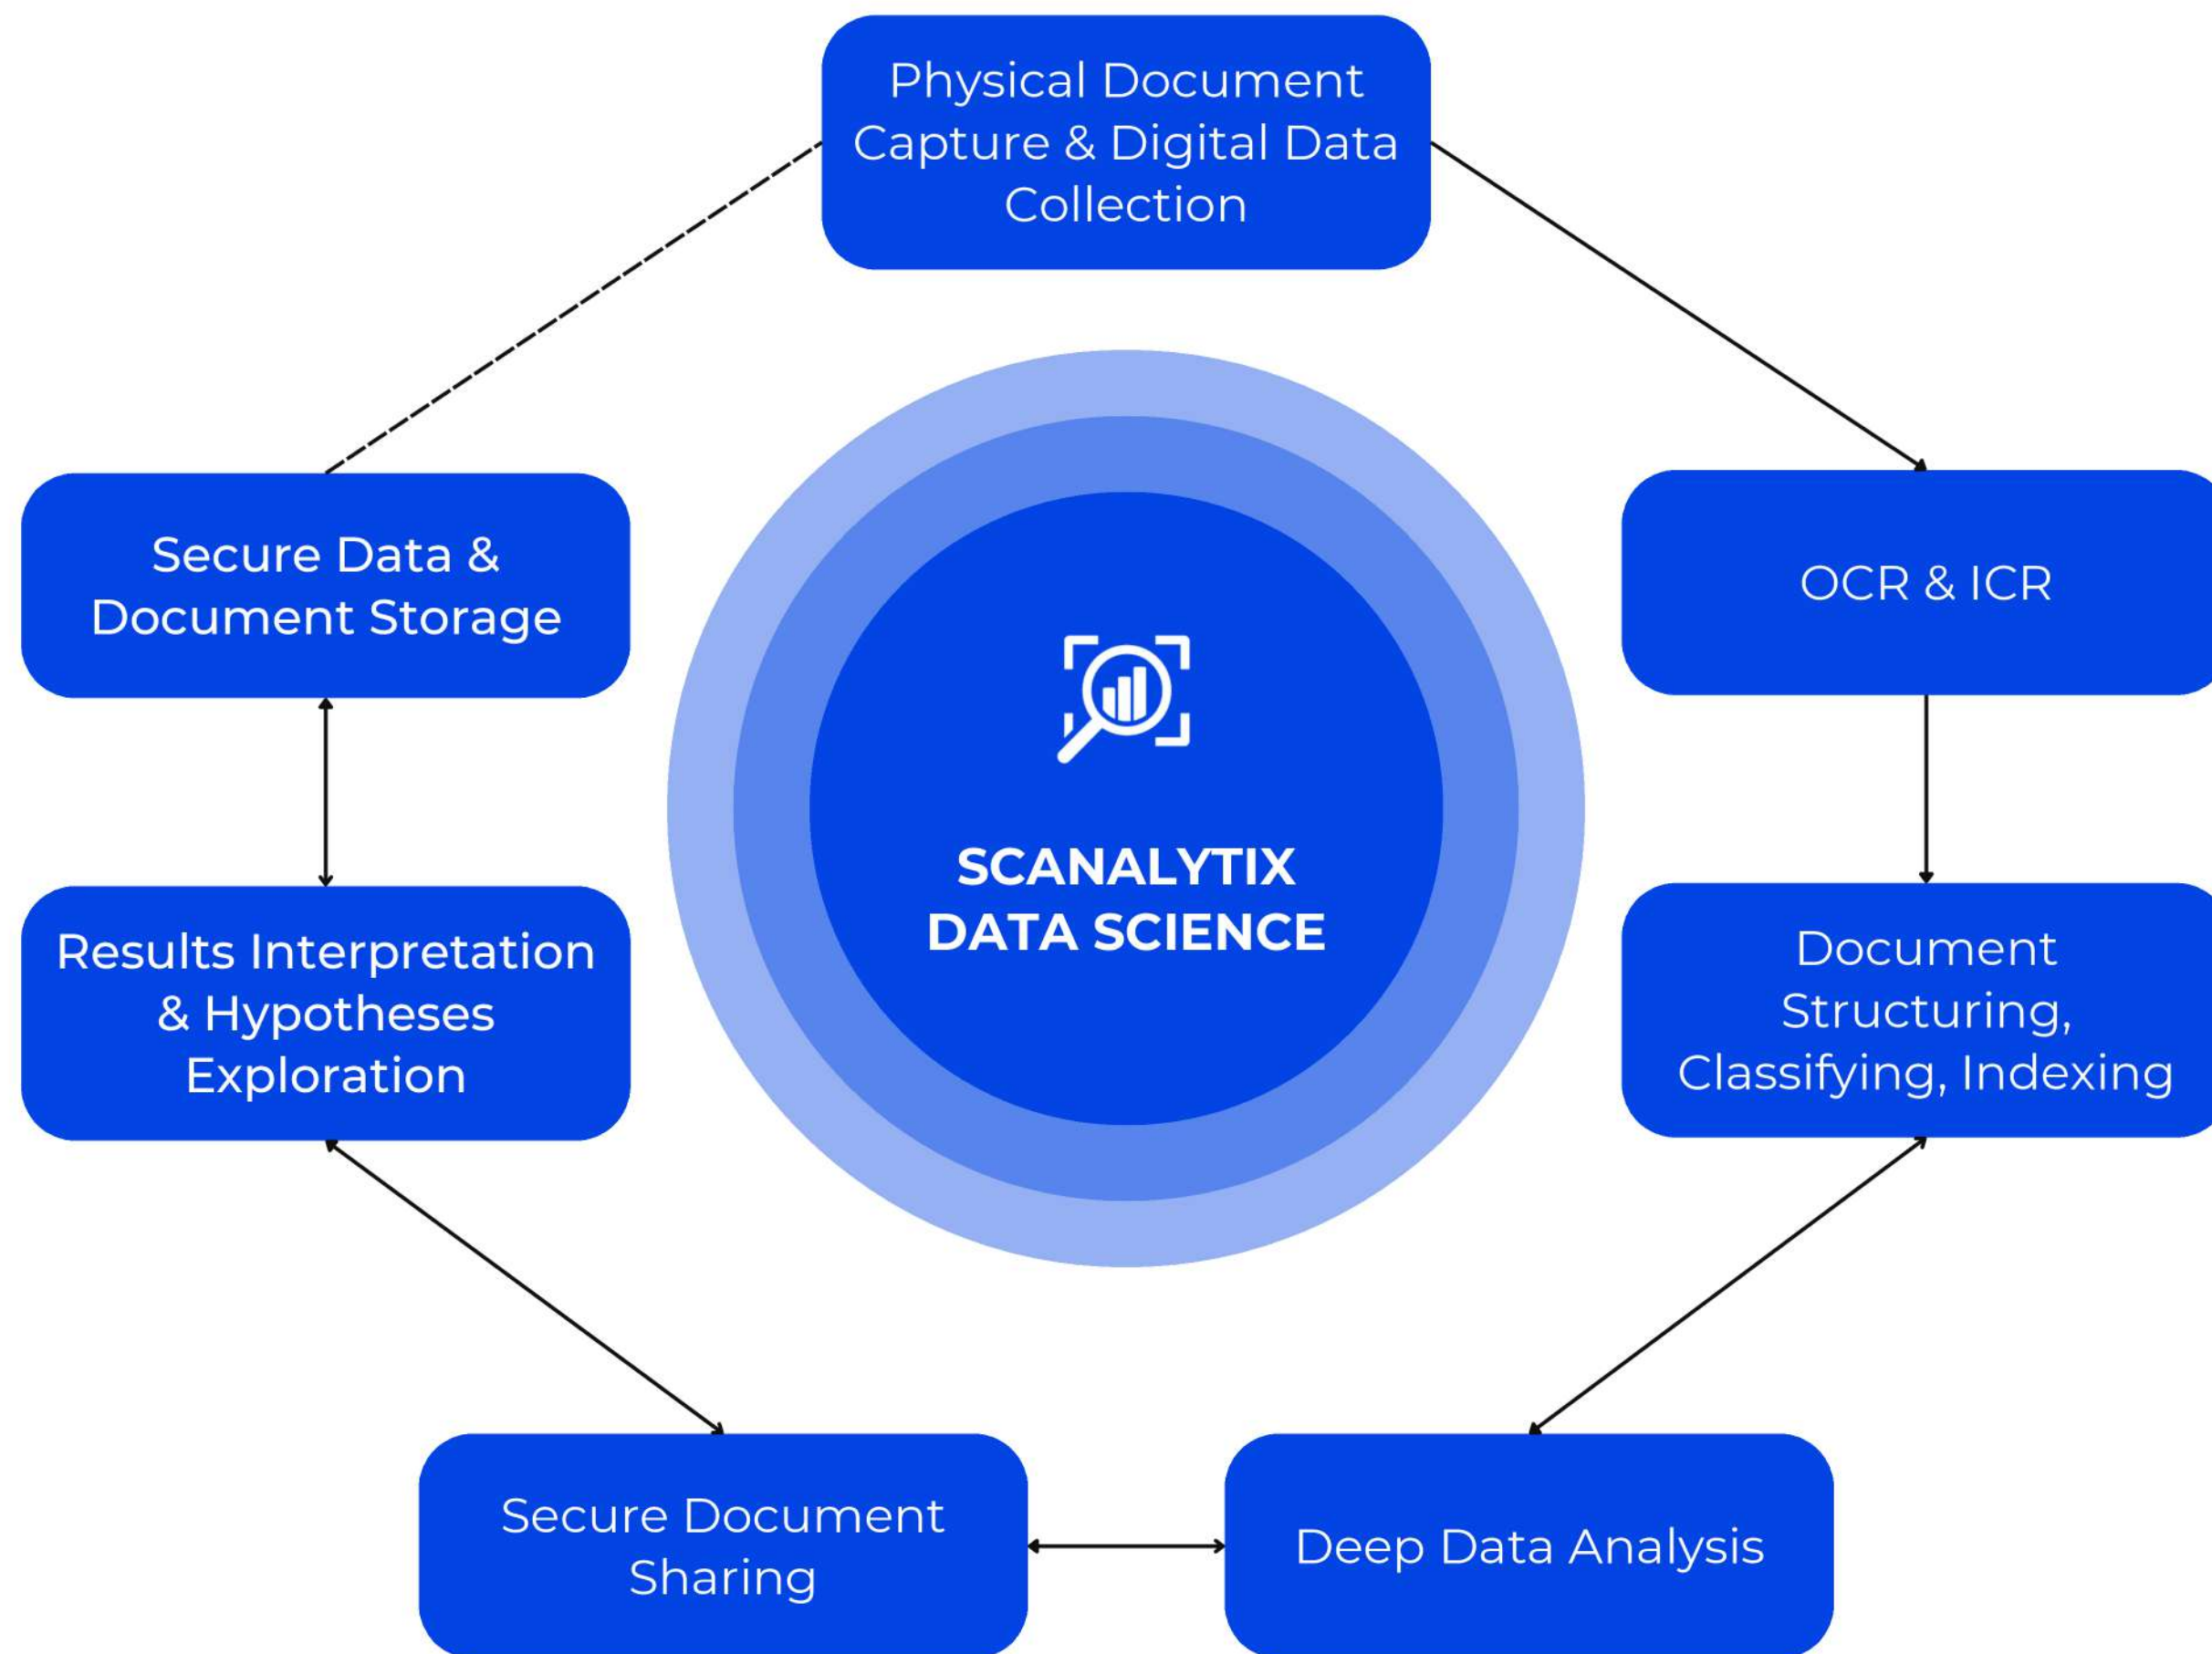 Physical Document
Capture & Digital Data
Collection
Secure Data &
Document Storage
OCR & ICR
SCANALYTIX
DATA SCIENCE
Results Interpretation
& Hypotheses
Exploration
Document
Structuring,
Classifying, Indexing
Secure Document
Sharing
Deep Data Analysis